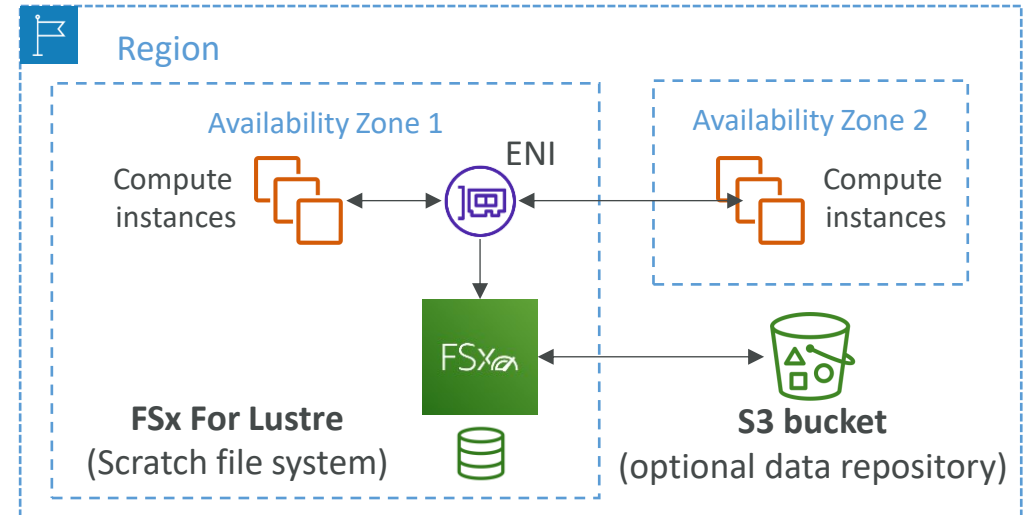 Region
Availability Zone 1
Availability Zone 2
ENI
Compute
instances
Compute
instances
FSx
FSx For Lustre
(Scratch file system)
S3 bucket
(optional data repository)